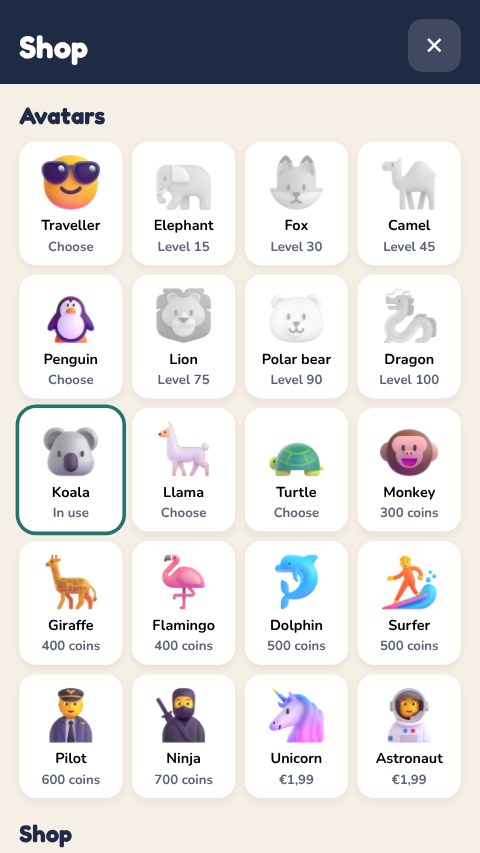 Shop
✕
Avatars
Traveller Elephant Fox Camel
Choose Level 15 Level 30 Level 45
Penguin Lion Polar bear Dragon
Choose Level 75 Level 90 Level 100
Koala Llama Turtle Monkey
In use Choose Choose 300 coins
Giraffe Flamingo Dolphin Surfer
400 coins 400 coins 500 coins 500 coins
Pilot Ninja Unicorn Astronaut
600 coins 700 coins €1,99 €1,99
Shop